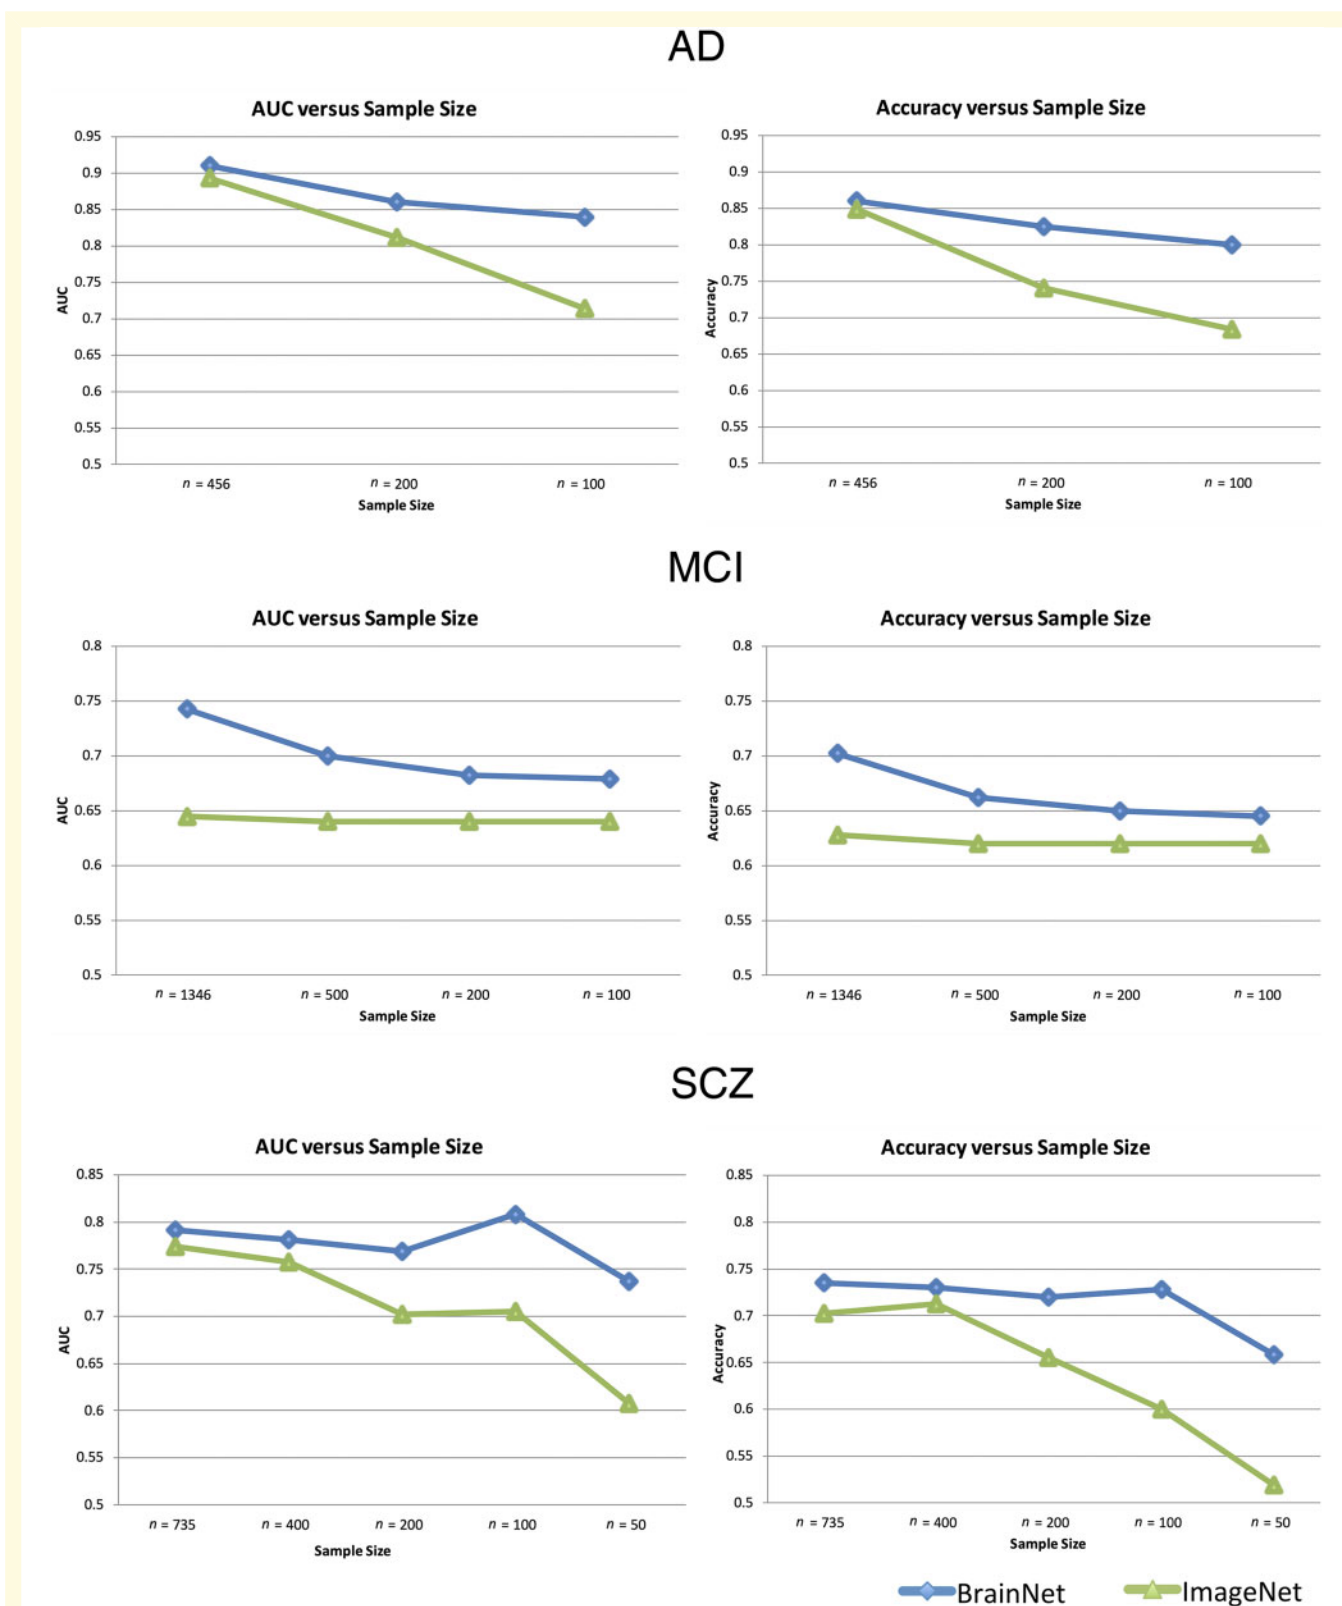 AD
AUC versus Sample Size
0.95
0.9
0.85
0.8
0.75
0.7
0.65
0.6
0.55
0.5
AUC
n = 456 n = 200 n = 100
Sample Size
Accuracy versus Sample Size
0.95
0.9
0.85
0.8
0.75
0.7
0.65
0.6
0.55
0.5
Accuracy
n = 456 n = 200 n = 100
Sample Size
MCI
AUC versus Sample Size
0.8
0.75
0.7
0.65
0.6
0.55
0.5
AUC
n = 1346 n = 500 n = 200 n = 100
Sample Size
Accuracy versus Sample Size
0.8
0.75
0.7
0.65
0.6
0.55
0.5
Accuracy
n = 1346 n = 500 n = 200 n = 100
Sample Size
SCZ
AUC versus Sample Size
0.85
0.8
0.75
0.7
0.65
0.6
0.55
0.5
AUC
n = 735 n = 400 n = 200 n = 100 n = 50
Sample Size
Accuracy versus Sample Size
0.85
0.8
0.75
0.7
0.65
0.6
0.55
0.5
Accuracy
n = 735 n = 400 n = 200 n = 100 n = 50
Sample Size
BrainNet ImageNet